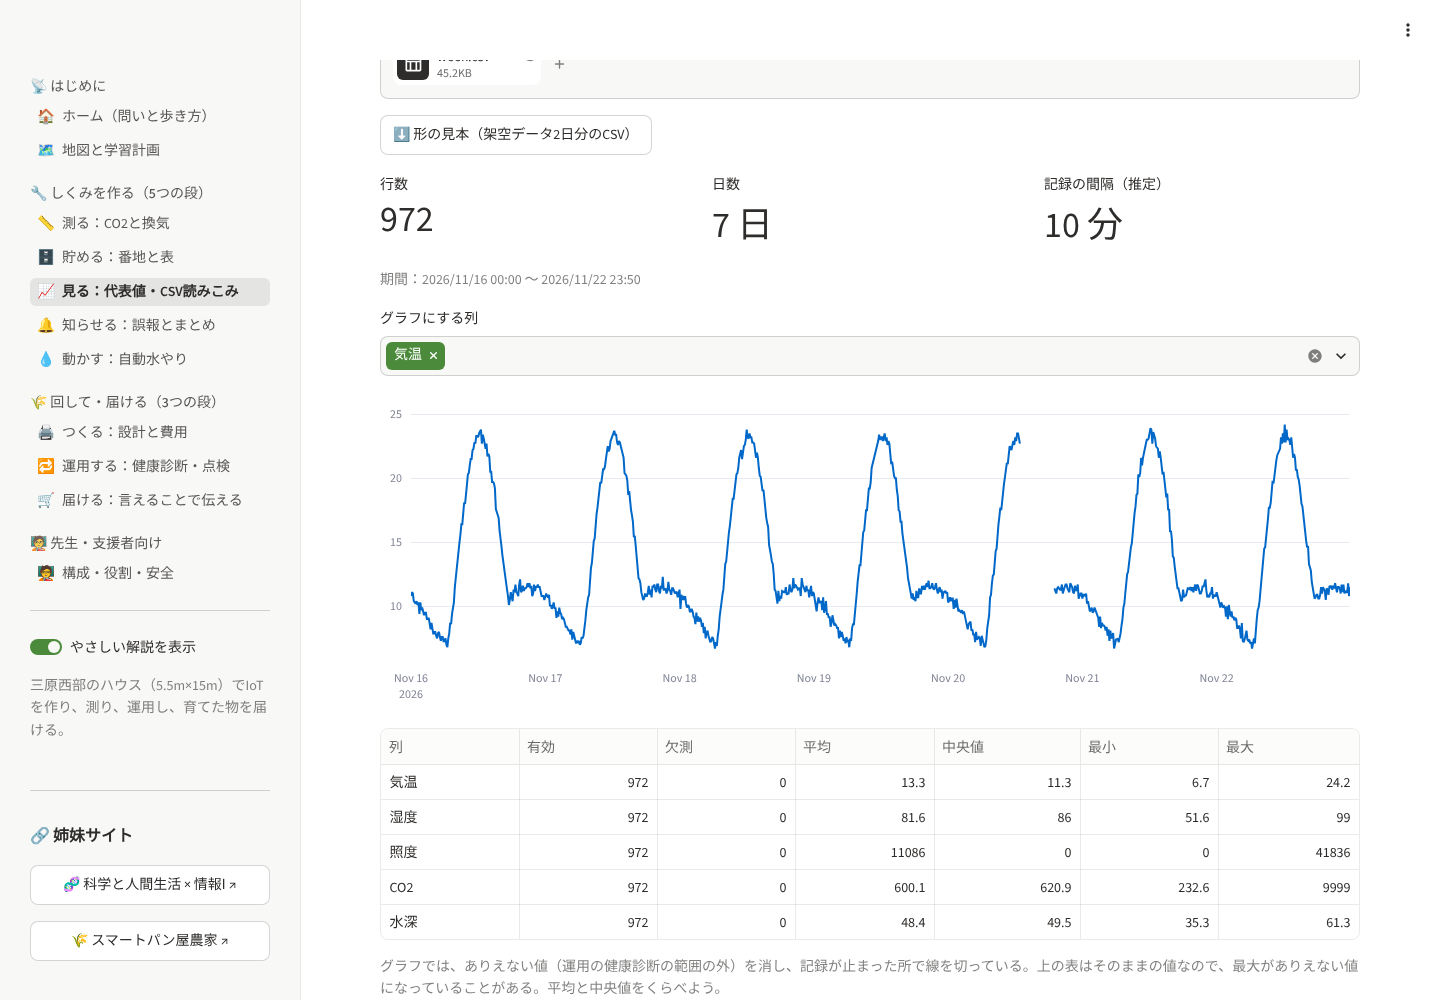 📡 はじめに
🏠 ホーム（問いと歩き方）
🗺️ 地図と学習計画
🔧 しくみを作る（5つの段）
📏 測る：CO2と換気
🗄️ 貯める：番地と表
📈 見る：代表値・CSV読みこみ
🔔 知らせる：誤報とまとめ
💧 動かす：自動水やり
🌾 回して・届ける（3つの段）
🖨️ つくる：設計と費用
🔁 運用する：健康診断・点検
🛒 届ける：言えることで伝える
🧑‍🏫 先生・支援者向け
🧑‍🏫 構成・役割・安全
やさしい解説を表示
三原西部のハウス（5.5m×15m）でIoT
を作り、測り、運用し、育てた物を届
ける。
🔗 姉妹サイト
🧬 科学と人間生活 × 情報I ↗
🌾 スマートパン屋農家 ↗
45.2KB
⬇️ 形の見本（架空データ2日分のCSV）
行数 日数 記録の間隔（推定）
972 7 日 10 分
期間：2026/11/16 00:00 〜 2026/11/22 23:50
グラフにする列
気温 ×
25
20
15
10
Nov 16 Nov 17 Nov 18 Nov 19 Nov 20 Nov 21 Nov 22
2026
列 有効 欠測 平均 中央値 最小 最大
気温 972 0 13.3 11.3 6.7 24.2
湿度 972 0 81.6 86 51.6 99
照度 972 0 11086 0 0 41836
CO2 972 0 600.1 620.9 232.6 9999
水深 972 0 48.4 49.5 35.3 61.3
グラフでは、ありえない値（運用の健康診断の範囲の外）を消し、記録が止まった所で線を切っている。上の表はそのままの値なので、最大がありえない値
になっていることがある。平均と中央値をくらべよう。